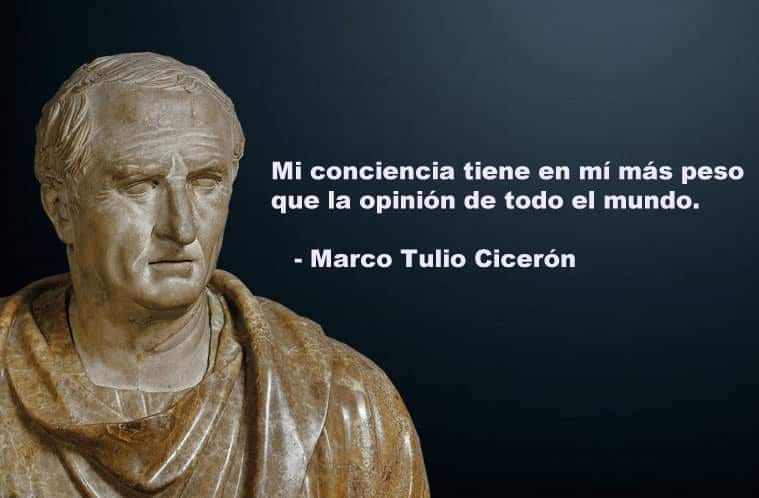 Mi conciencia tiene en mí más peso
que la opinión de todo el mundo.
- Marco Tulio Cicerón